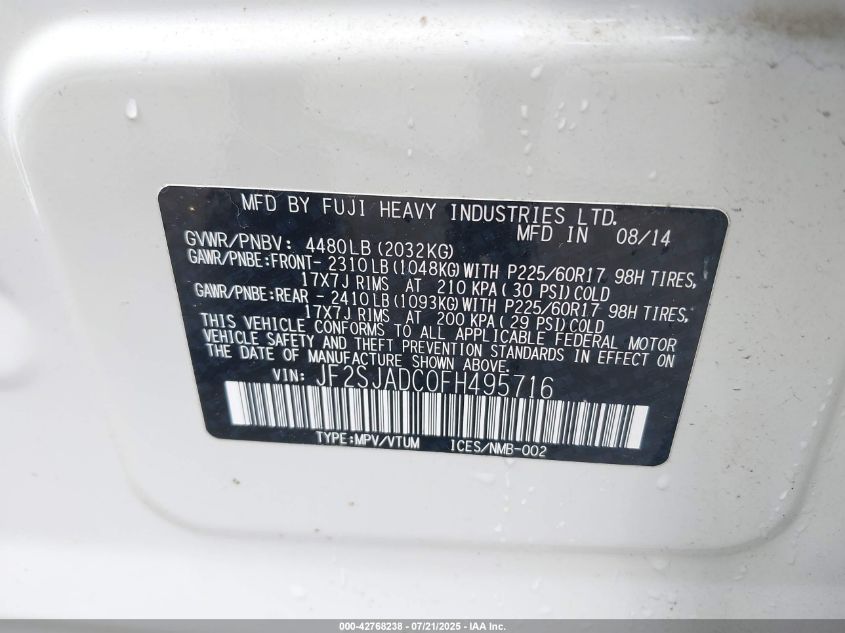 MFD BY FUJI HEAVY INDUSTRIES LTD.
MFD IN 08/14
GVWR/PNBV: 4480LB(2032KG)
GAWR/PNBE:FRONT- 2310LB(1048KG)WITH P225/60R17 98H TIRES,
17X7J RIMS AT 210 KPA(30 PSI)COLD
GAWR/PNBE:REAR - 2410LB(1093KG)WITH P225/60R17 98H TIRES,
17X7J RIMS AT 200 KPA(29 PSI)COLD
THIS VEHICLE CONFORMS TO ALL APPLICABLE FEDERAL MOTOR
VEHICLE SAFETY AND THEFT PREVENTION STANDARDS IN EFFECT ON
THE DATE OF MANUFACTURE SHOWN ABOVE.
VIN: JF2SJADC0FH495716
TYPE:MPV/VTUM ICES/NMB-002
000-42768238 - 07/21/2025 - IAA Inc.